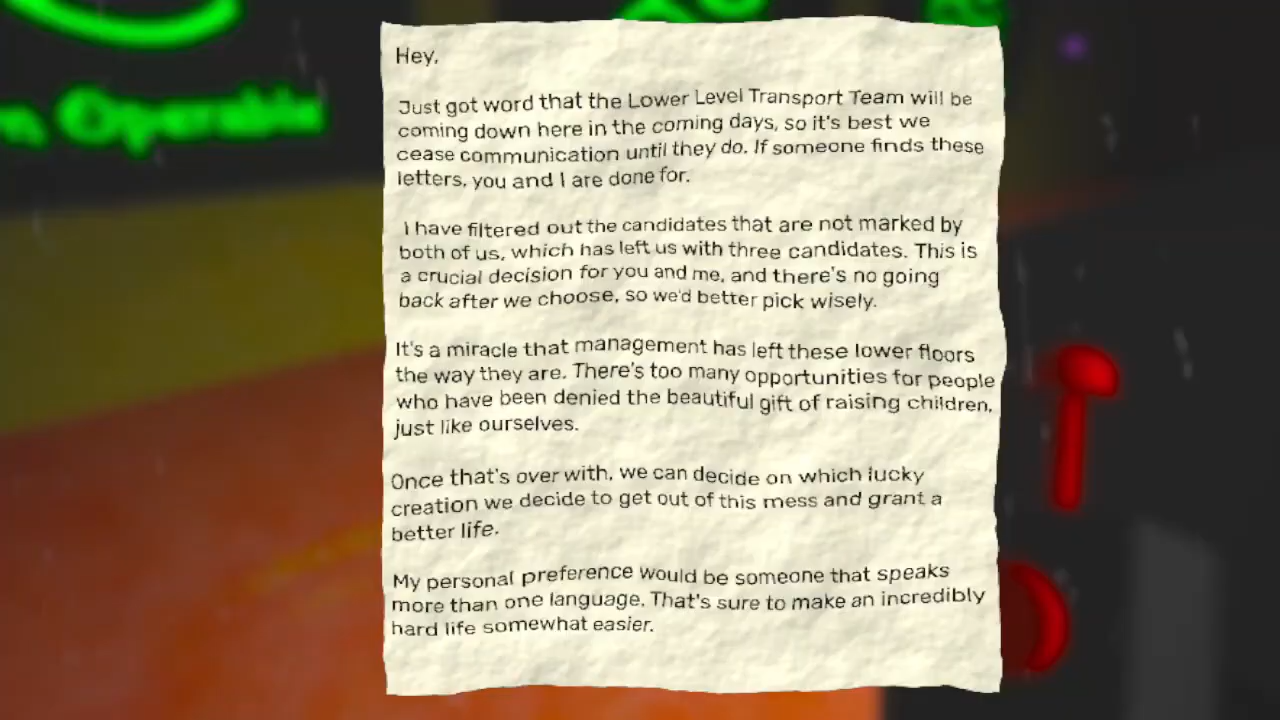 n Operable
Hey,
Just got word that the Lower Level Transport Team will be
coming down here in the coming days, so it's best we
cease communication until they do. If someone finds these
letters, you and I are done for.
I have filtered out the candidates that are not marked by
both of us, which has left us with three candidates. This is
a crucial decision for you and me, and there's no going
back after we choose, so we'd better pick wisely.
It's a miracle that management has left these lower floors
the way they are. There's too many opportunities for people
who have been denied the beautiful gift of raising children,
just like ourselves.
Once that's over with, we can decide on which lucky
creation we decide to get out of this mess and grant a
better life.
My personal preference would be someone that speaks
more than one language. That's sure to make an incredibly
hard life somewhat easier.